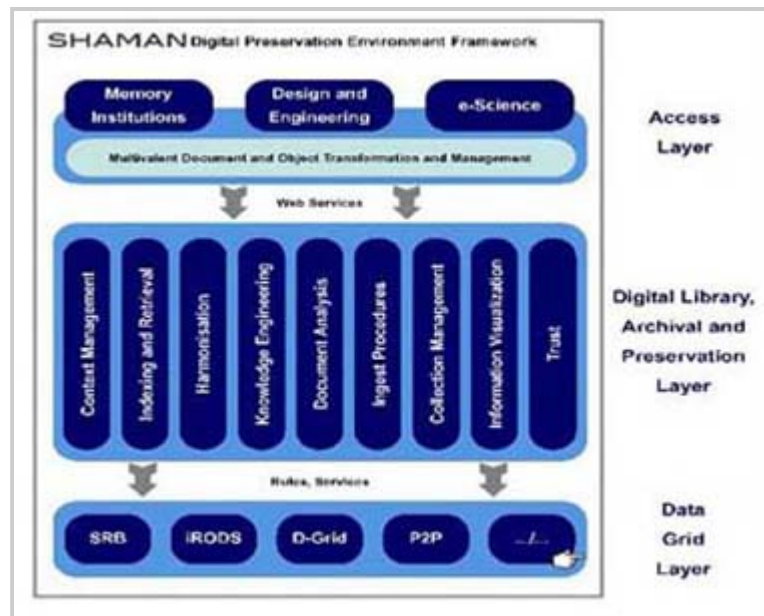 SHAMAN Digital Preservation Environment Framework
Memory
Institutions
Design and
Engineering
e-Science
Access
Layer
Multivalent Document and Object Transformation and Management
Web Services
Context Management
Indexing and Retrieval
Harmonisation
Knowledge Engineering
Document Analysis
Ingest Procedures
Collection Management
Information Visualization
Trust
Digital Library,
Archival and
Preservation
Layer
Rules, Services
SRB
iRODS
D-Grid
P2P
.../...
Data
Grid
Layer